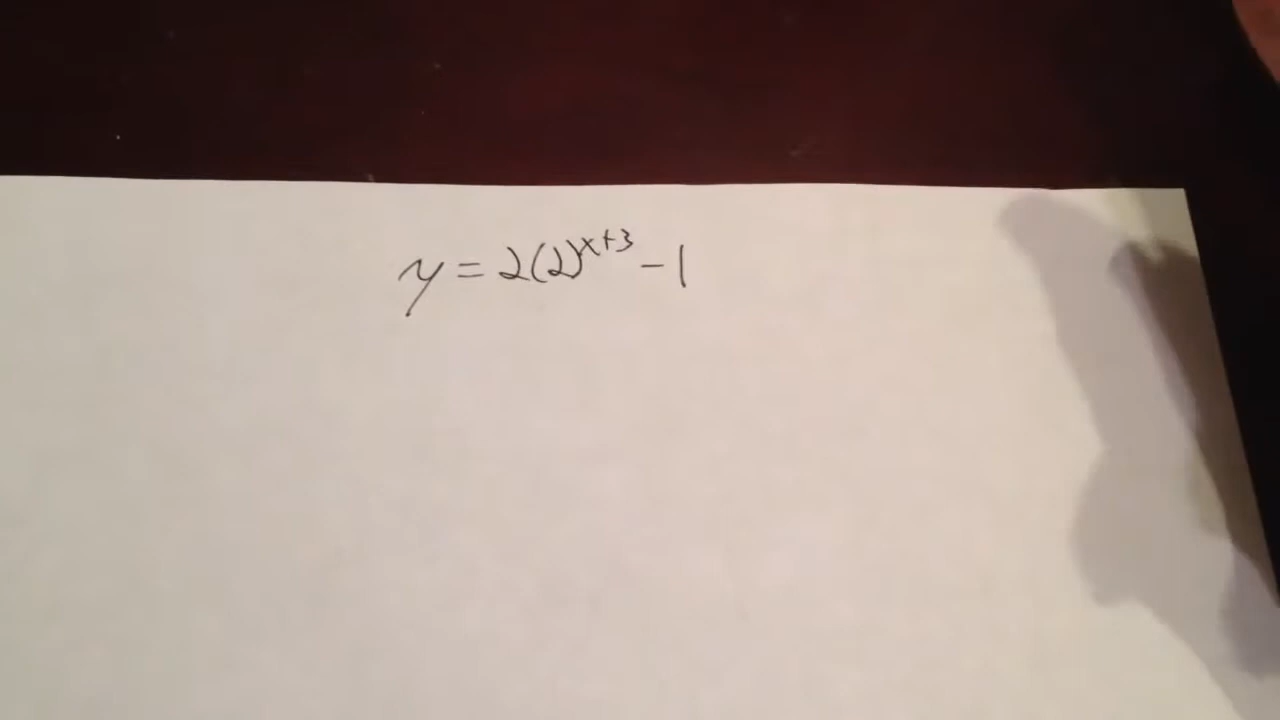 y = 2(2)^{x+3} - 1